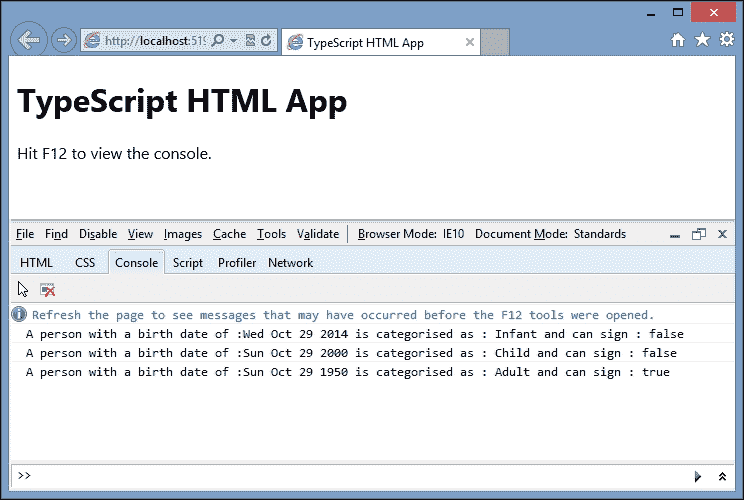 http://localhost:519
TypeScript HTML App
TypeScript HTML App
Hit F12 to view the console.
File Find Disable View Images Cache Tools Validate Browser Mode: IE10 Document Mode: Standards
HTML CSS Console Script Profiler Network
Refresh the page to see messages that may have occurred before the F12 tools were opened.
A person with a birth date of :Wed Oct 29 2014 is categorised as : Infant and can sign : false
A person with a birth date of :Sun Oct 29 2000 is categorised as : Child and can sign : false
A person with a birth date of :Sun Oct 29 1950 is categorised as : Adult and can sign : true
>>